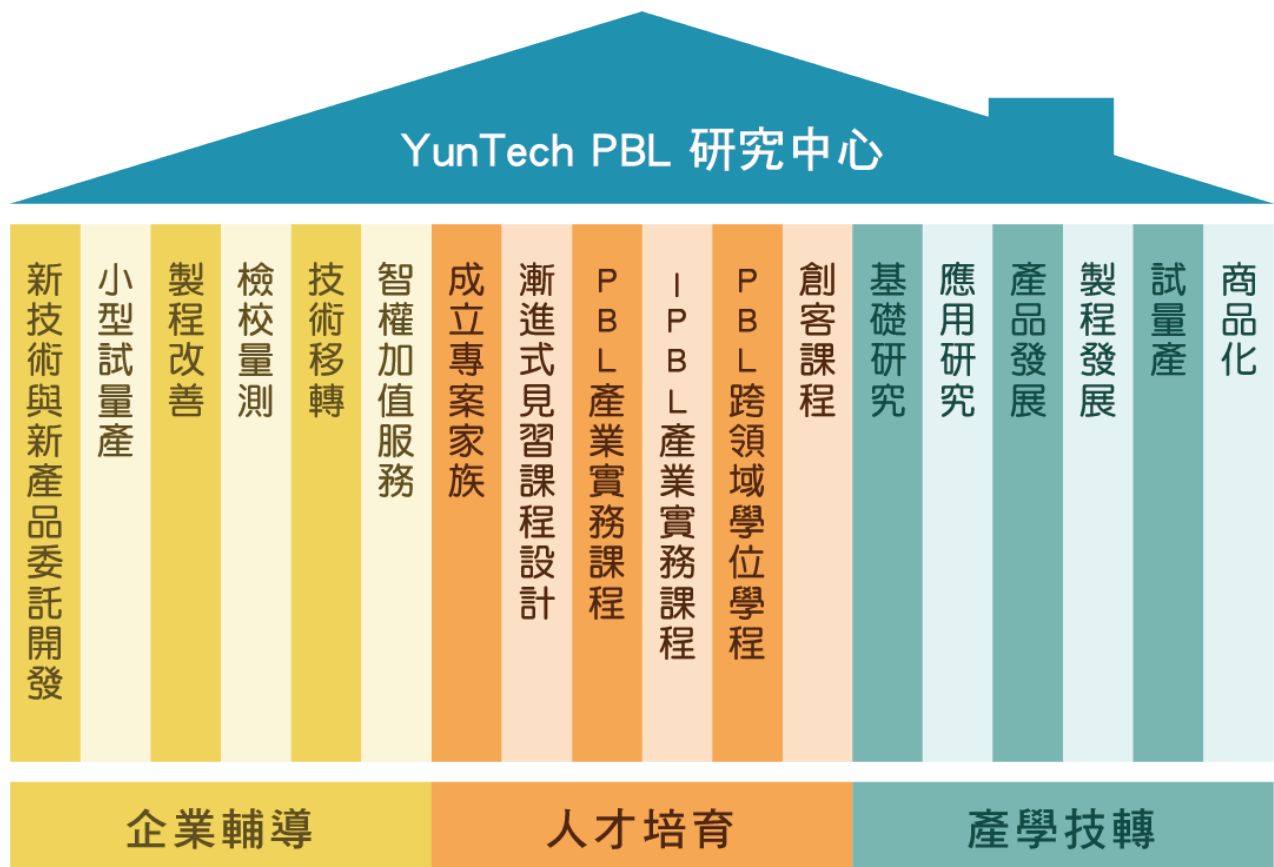 YunTech PBL 研究中心
新技術與新產品委託開發
小型試量產
製程改善
檢校量測
技術移轉
智權加值服務
成立專案家族
漸進式見習課程設計
PBL產業實務課程
IPBL產業實務課程
PBL跨領域學位學程
創客課程
基礎研究
應用研究
產品發展
製程發展
試量產
商品化
企業輔導
人才培育
產學技轉